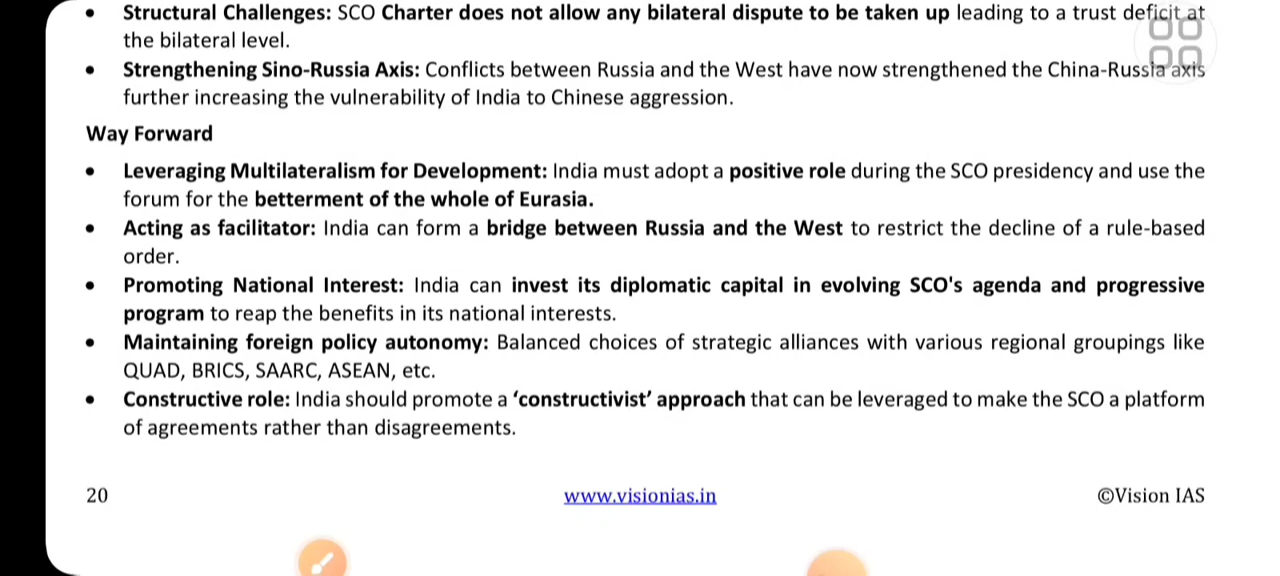 • Structural Challenges: SCO Charter does not allow any bilateral dispute to be taken up leading to a trust deficit at
the bilateral level.
• Strengthening Sino-Russia Axis: Conflicts between Russia and the West have now strengthened the China-Russia axis
further increasing the vulnerability of India to Chinese aggression.
Way Forward
• Leveraging Multilateralism for Development: India must adopt a positive role during the SCO presidency and use the
forum for the betterment of the whole of Eurasia.
• Acting as facilitator: India can form a bridge between Russia and the West to restrict the decline of a rule-based
order.
• Promoting National Interest: India can invest its diplomatic capital in evolving SCO's agenda and progressive
program to reap the benefits in its national interests.
• Maintaining foreign policy autonomy: Balanced choices of strategic alliances with various regional groupings like
QUAD, BRICS, SAARC, ASEAN, etc.
• Constructive role: India should promote a ‘constructivist’ approach that can be leveraged to make the SCO a platform
of agreements rather than disagreements.
20 www.visionias.in ©Vision IAS